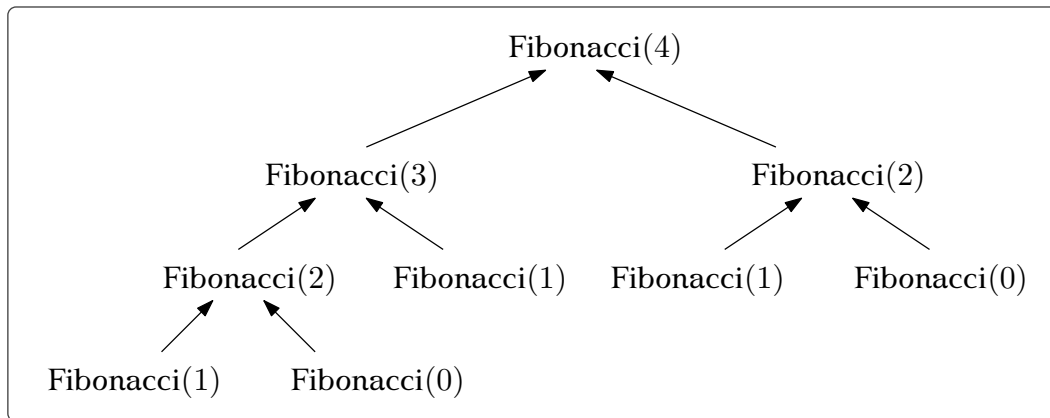 Fibonacci(4)
Fibonacci(3) Fibonacci(2)
Fibonacci(2) Fibonacci(1) Fibonacci(1) Fibonacci(0)
Fibonacci(1) Fibonacci(0)